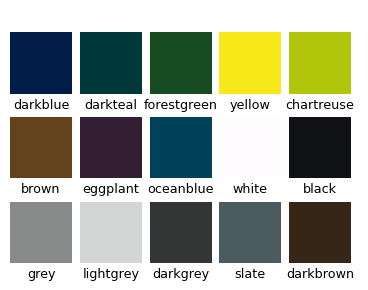 darkblue darkteal forestgreen yellow chartreuse
brown eggplant oceanblue white black
grey lightgrey darkgrey slate darkbrown